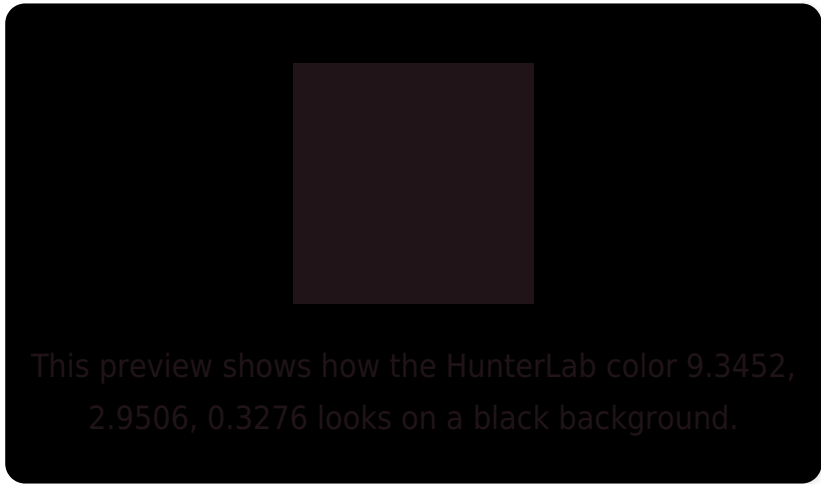 This preview shows how the HunterLab color 9.3452,
2.9506, 0.3276 looks on a black background.